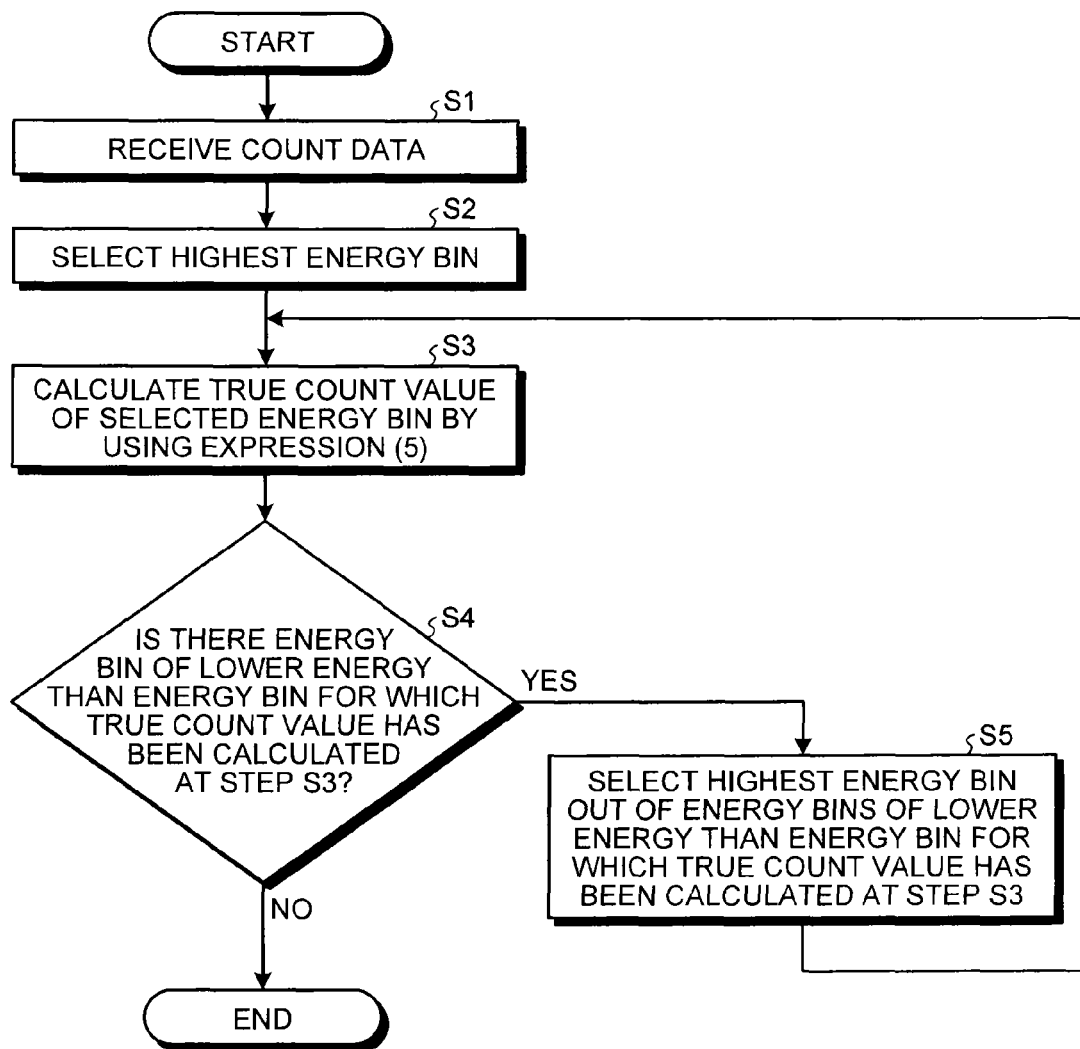 START
S1
RECEIVE COUNT DATA
S2
SELECT HIGHEST ENERGY BIN
S3
CALCULATE TRUE COUNT VALUE
OF SELECTED ENERGY BIN BY
USING EXPRESSION (5)
S4
IS THERE ENERGY
BIN OF LOWER ENERGY
THAN ENERGY BIN FOR WHICH
TRUE COUNT VALUE HAS
BEEN CALCULATED
AT STEP S3?
YES
S5
SELECT HIGHEST ENERGY BIN
OUT OF ENERGY BINS OF LOWER
ENERGY THAN ENERGY BIN FOR
WHICH TRUE COUNT VALUE HAS
BEEN CALCULATED AT STEP S3
NO
END